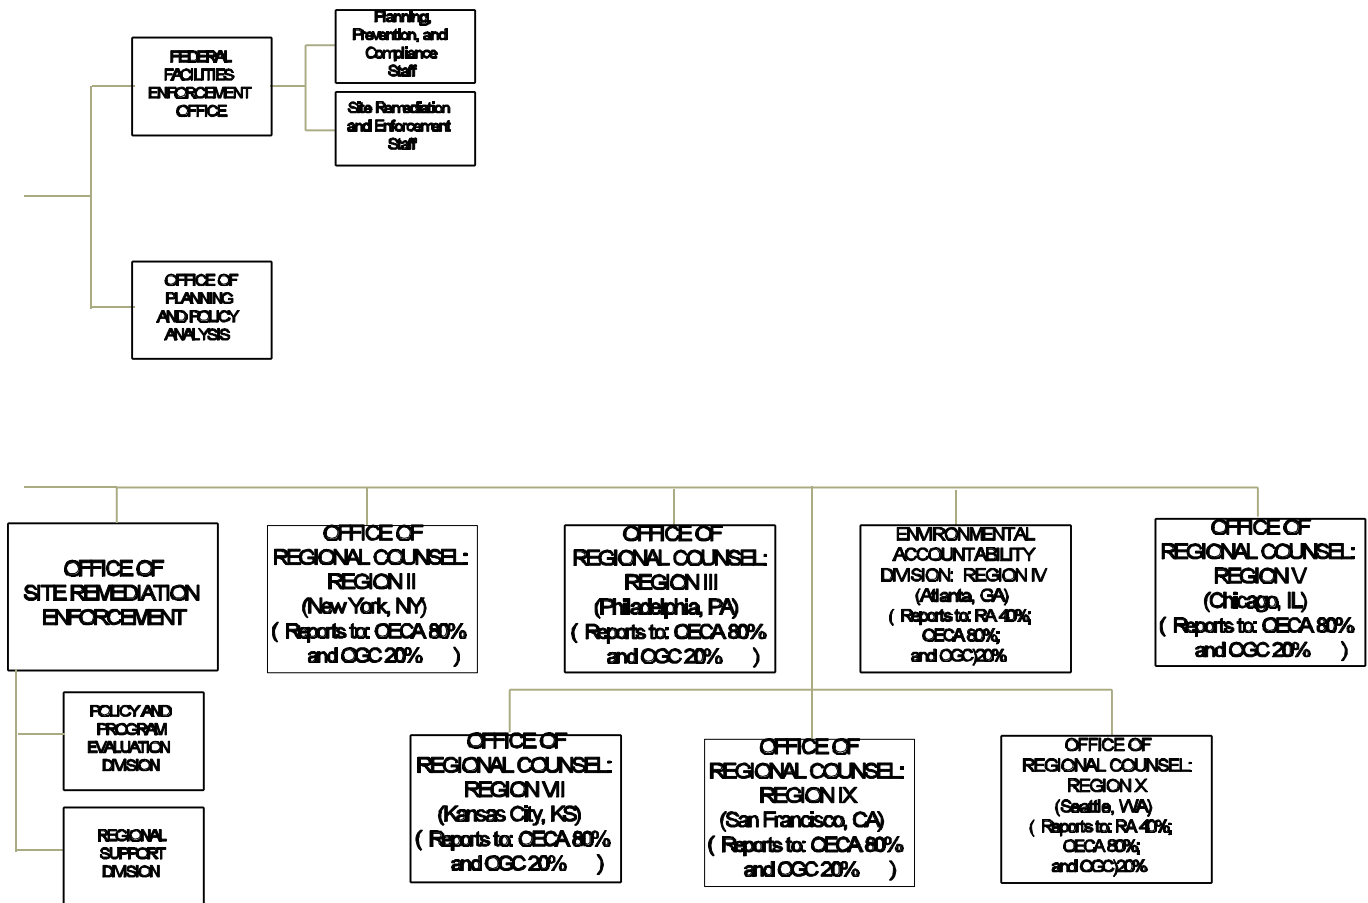 Planning,
Prevention, and
Compliance
Staff
FEDERAL
FACILITIES
ENFORCEMENT
OFFICE
Site Remediation
and Enforcement
Staff
OFFICE OF
PLANNING
AND POLICY
ANALYSIS
OFFICE OF
SITE REMEDIATION
ENFORCEMENT
OFFICE OF
REGIONAL COUNSEL:
REGION II
(New York, NY)
( Reports to: OECA 80%
and OGC 20% )
OFFICE OF
REGIONAL COUNSEL:
REGION III
(Philadelphia, PA)
( Reports to: OECA 80%
and OGC 20% )
ENVIRONMENTAL
ACCOUNTABILITY
DIVISION: REGION IV
(Atlanta, GA)
( Reports to: RA 40%;
OECA 80%;
and OGC)20%
OFFICE OF
REGIONAL COUNSEL:
REGION V
(Chicago, IL)
( Reports to: OECA 80%
and OGC 20% )
POLICY AND
PROGRAM
EVALUATION
DIVISION
REGIONAL
SUPPORT
DIVISION
OFFICE OF
REGIONAL COUNSEL:
REGION VII
(Kansas City, KS)
( Reports to: OECA 80%
and OGC 20% )
OFFICE OF
REGIONAL COUNSEL:
REGION IX
(San Francisco, CA)
( Reports to: OECA 80%
and OGC 20% )
OFFICE OF
REGIONAL COUNSEL:
REGION X
(Seattle, WA)
( Reports to: RA 40%;
OECA 80%;
and OGC)20%